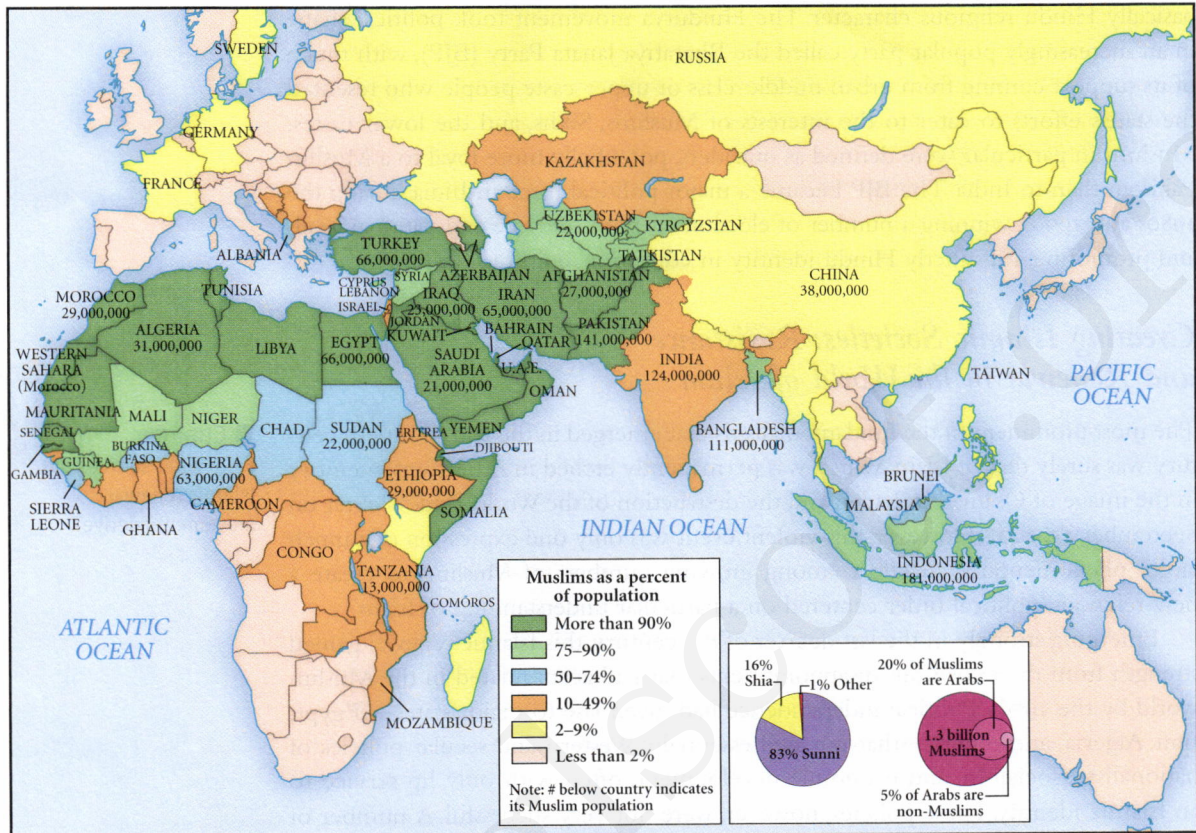 SWEDEN
RUSSIA
GERMANY
FRANCE
KAZAKHSTAN
ALBANIA
TURKEY
66,000,000
UZBEKISTAN
22,000,000
KYRGYZSTAN
TAJIKISTAN
AZERBAIJAN
AFGHANISTAN
27,000,000
CHINA
38,000,000
CYPRUS
SYRIA
LEBANON
ISRAEL
IRAQ
23,000,000
IRAN
65,000,000
JORDAN
KUWAIT
BAHRAIN
QATAR
PAKISTAN
141,000,000
MOROCCO
29,000,000
TUNISIA
ALGERIA
31,000,000
LIBYA
EGYPT
66,000,000
SAUDI
ARABIA
21,000,000
U.A.E.
OMAN
YEMEN
INDIA
124,000,000
BANGLADESH
111,000,000
TAIWAN
PACIFIC
OCEAN
WESTERN
SAHARA
(Morocco)
MAURITANIA
MALI
NIGER
CHAD
SUDAN
22,000,000
ERITREA
DJIBOUTI
SENEGAL
GAMBIA
GUINEA
BURKINA
FASO
NIGERIA
63,000,000
ETHIOPIA
29,000,000
SOMALIA
SIERRA
LEONE
GHANA
CAMEROON
CONGO
TANZANIA
13,000,000
COMOROS
MOZAMBIQUE
BRUNEI
MALAYSIA
INDONESIA
181,000,000
ATLANTIC
OCEAN
INDIAN OCEAN
Muslims as a percent
of population
More than 90%
75–90%
50–74%
10–49%
2–9%
Less than 2%
Note: # below country indicates
its Muslim population
16%
Shia
1% Other
83% Sunni
20% of Muslims
are Arabs
1.3 billion
Muslims
5% of Arabs are
non-Muslims